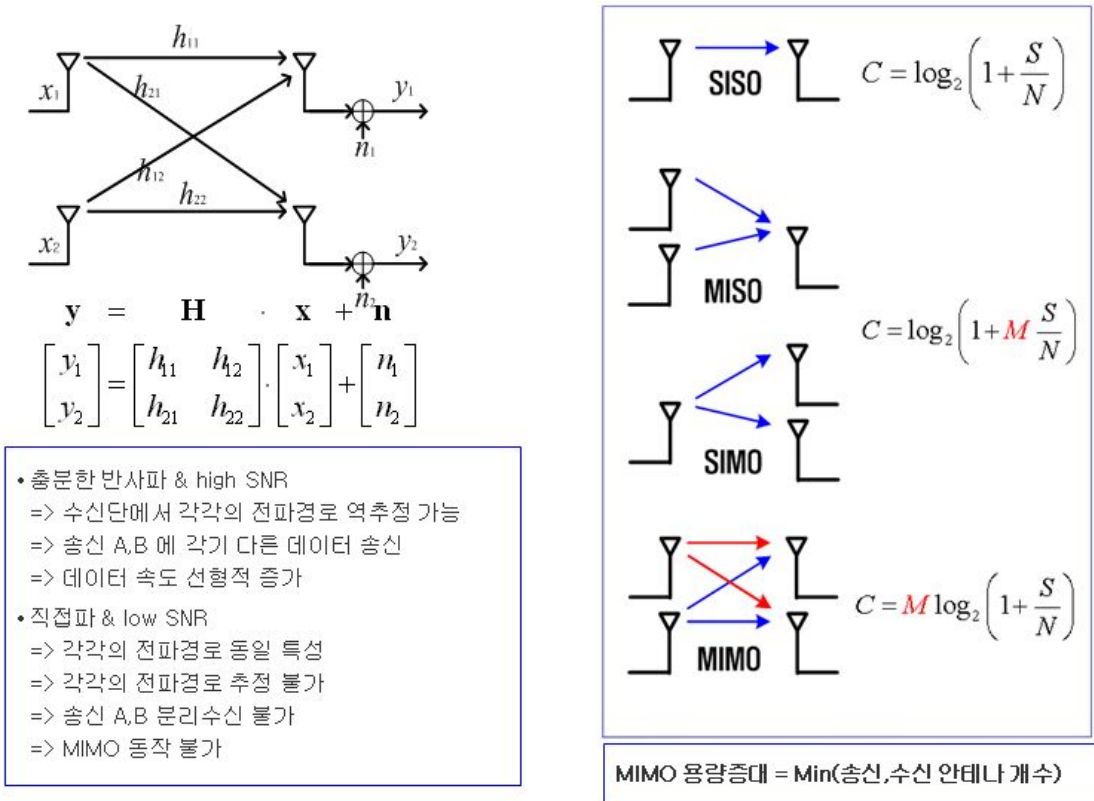 h11
x1
h21
y1
n1
h12
h22
x2
y2
n2
y = H · x + n
[y1 y2] = [h11 h12 h21 h22] · [x1 x2] + [n1 n2]
• 충분한 반사파 & high SNR
=> 수신단에서 각각의 전파경로 역추정 가능
=> 송신 A,B 에 각기 다른 데이터 송신
=> 데이터 속도 선형적 증가
• 직접파 & low SNR
=> 각각의 전파경로 동일 특성
=> 각각의 전파경로 추정 불가
=> 송신 A,B 분리수신 불가
=> MIMO 동작 불가
SISO
C = log2(1 + S/N)
MISO
C = log2(1 + M S/N)
SIMO
MIMO
C = M log2(1 + S/N)
MIMO 용량증대 = Min(송신,수신 안테나 개수)